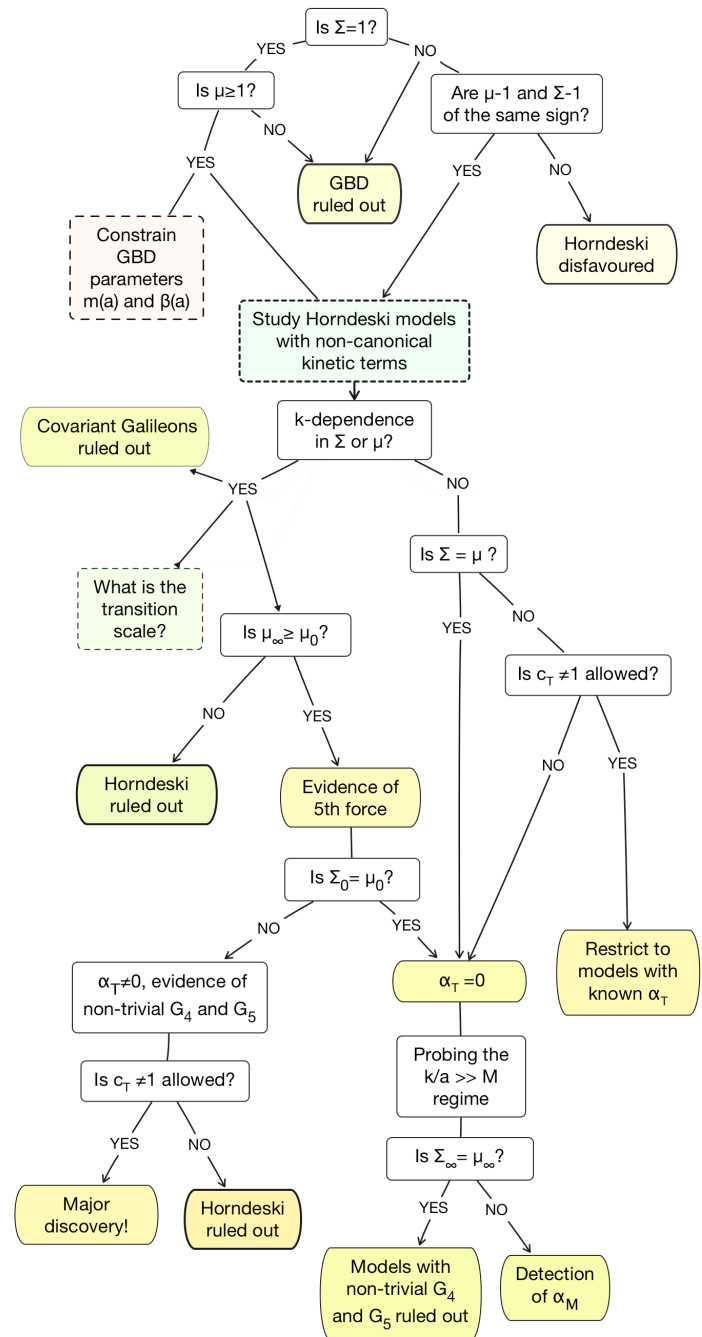 Is Σ=1?
YES
NO
Is μ≥1?
Are μ-1 and Σ-1
of the same sign?
NO
YES
YES
NO
GBD
ruled out
Constrain
GBD
parameters
m(a) and β(a)
Horndeski
disfavoured
Study Horndeski models
with non-canonical
kinetic terms
k-dependence
in Σ or μ?
Covariant Galileons
ruled out
YES
NO
Is Σ = μ ?
What is the
transition
scale?
Is μ∞≥ μ0?
YES
NO
Is cT ≠1 allowed?
NO
YES
NO
YES
Horndeski
ruled out
Evidence of
5th force
Is Σ0= μ0?
NO
YES
αT≠0, evidence of
non-trivial G4 and G5
αT =0
Restrict to
models with
known αT
Probing the
k/a >> M
regime
Is cT ≠1 allowed?
YES
NO
Is Σ∞= μ∞?
Major
discovery!
Horndeski
ruled out
YES
NO
Models with
non-trivial G4
and G5 ruled out
Detection
of αM